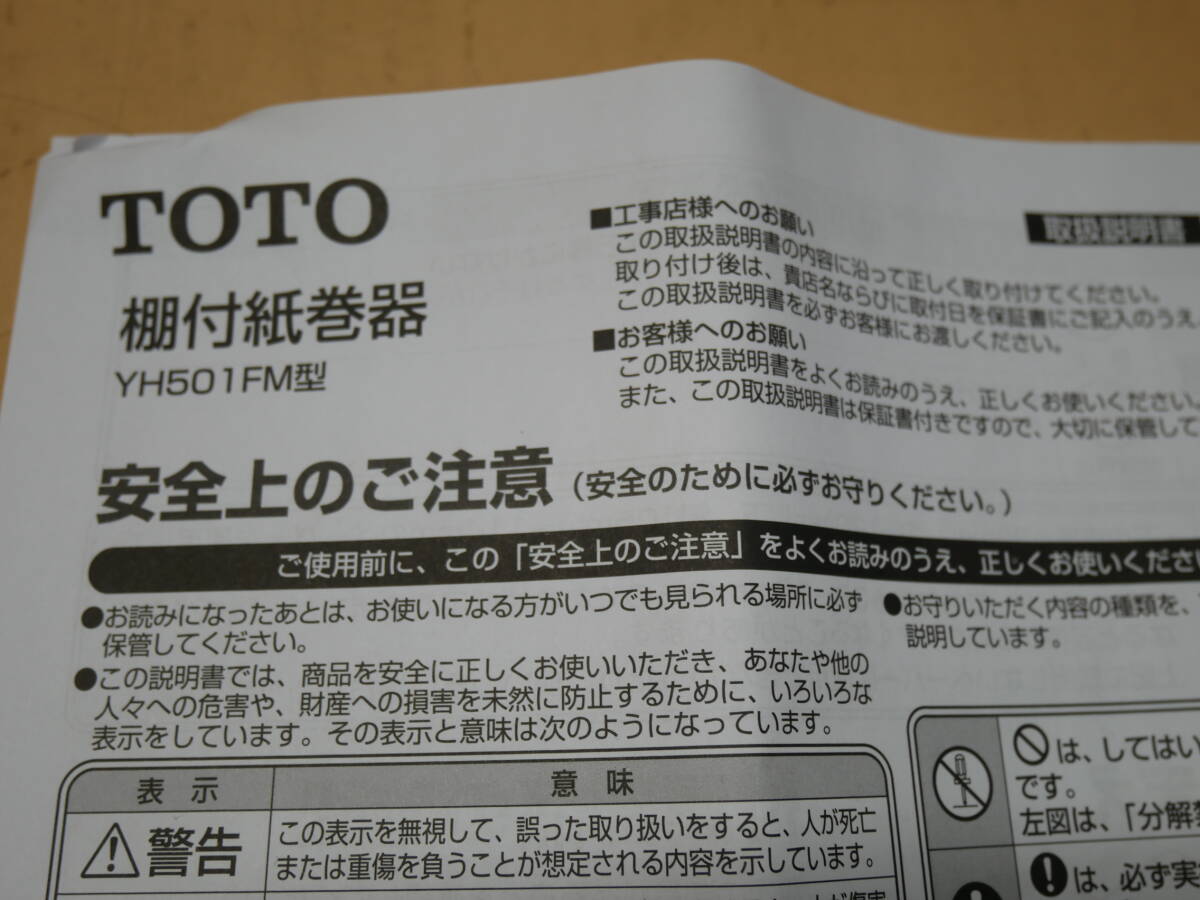 TOTO
棚付紙巻器
YH501FM型
取扱説明書
■工事店様へのお願い
この取扱説明書の内容に沿って正しく取り付けてください。
取り付け後は、貴店名ならびに取付日を保証書にご記入のうえ、
この取扱説明書を必ずお客様にお渡しください。
■お客様へのお願い
この取扱説明書をよくお読みのうえ、正しくお使いください。
また、この取扱説明書は保証書付きですので、大切に保管して
安全上のご注意(安全のために必ずお守りください。)
ご使用前に、この「安全上のご注意」をよくお読みのうえ、正しくお使いくださ
●お読みになったあとは、お使いになる方がいつでも見られる場所に必ず
保管してください。
●この説明書では、商品を安全に正しくお使いいただき、あなたや他の
人々への危害や、財産への損害を未然に防止するために、いろいろな
表示をしています。その表示と意味は次のようになっています。
表示 意味
警告 この表示を無視して、誤った取り扱いをすると、人が死亡
または重傷を負うことが想定される内容を示しています。
●お守りいただく内容の種類を、
説明しています。
は、してはい
です。
左図は、「分解
は、必ず実